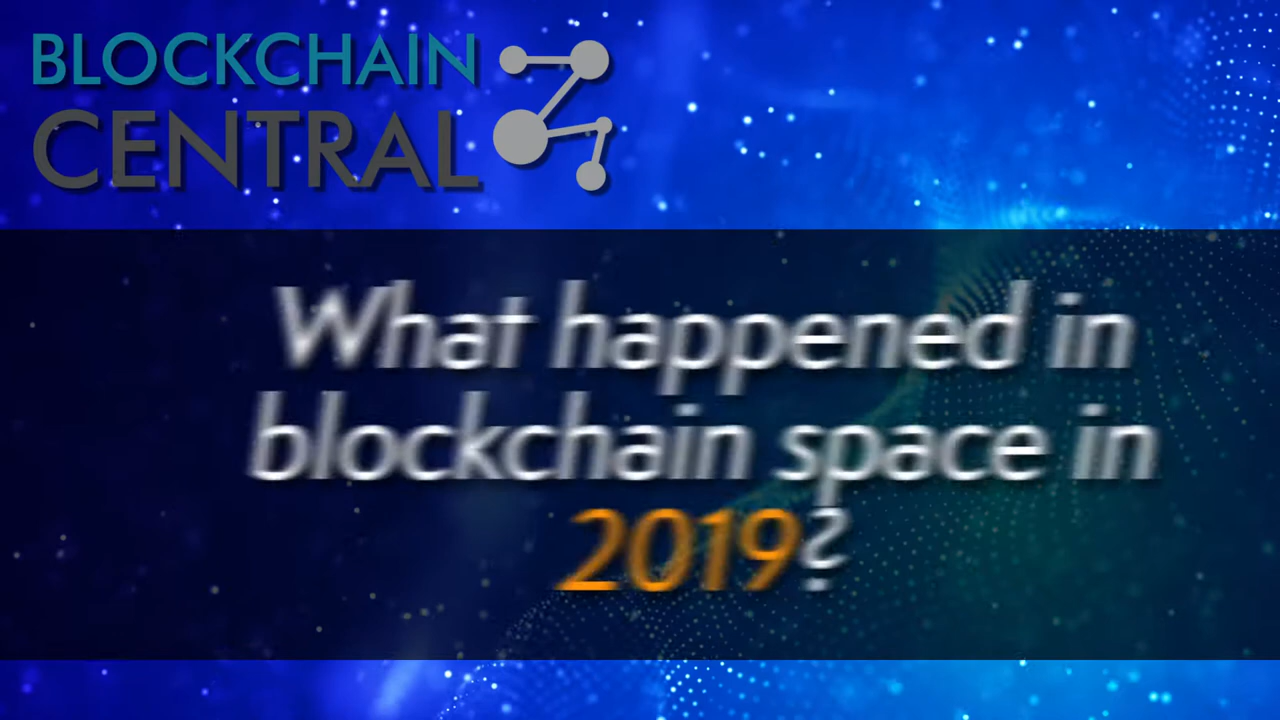 BLOCKCHAIN
CENTRAL
What happened in
blockchain space in
2019?